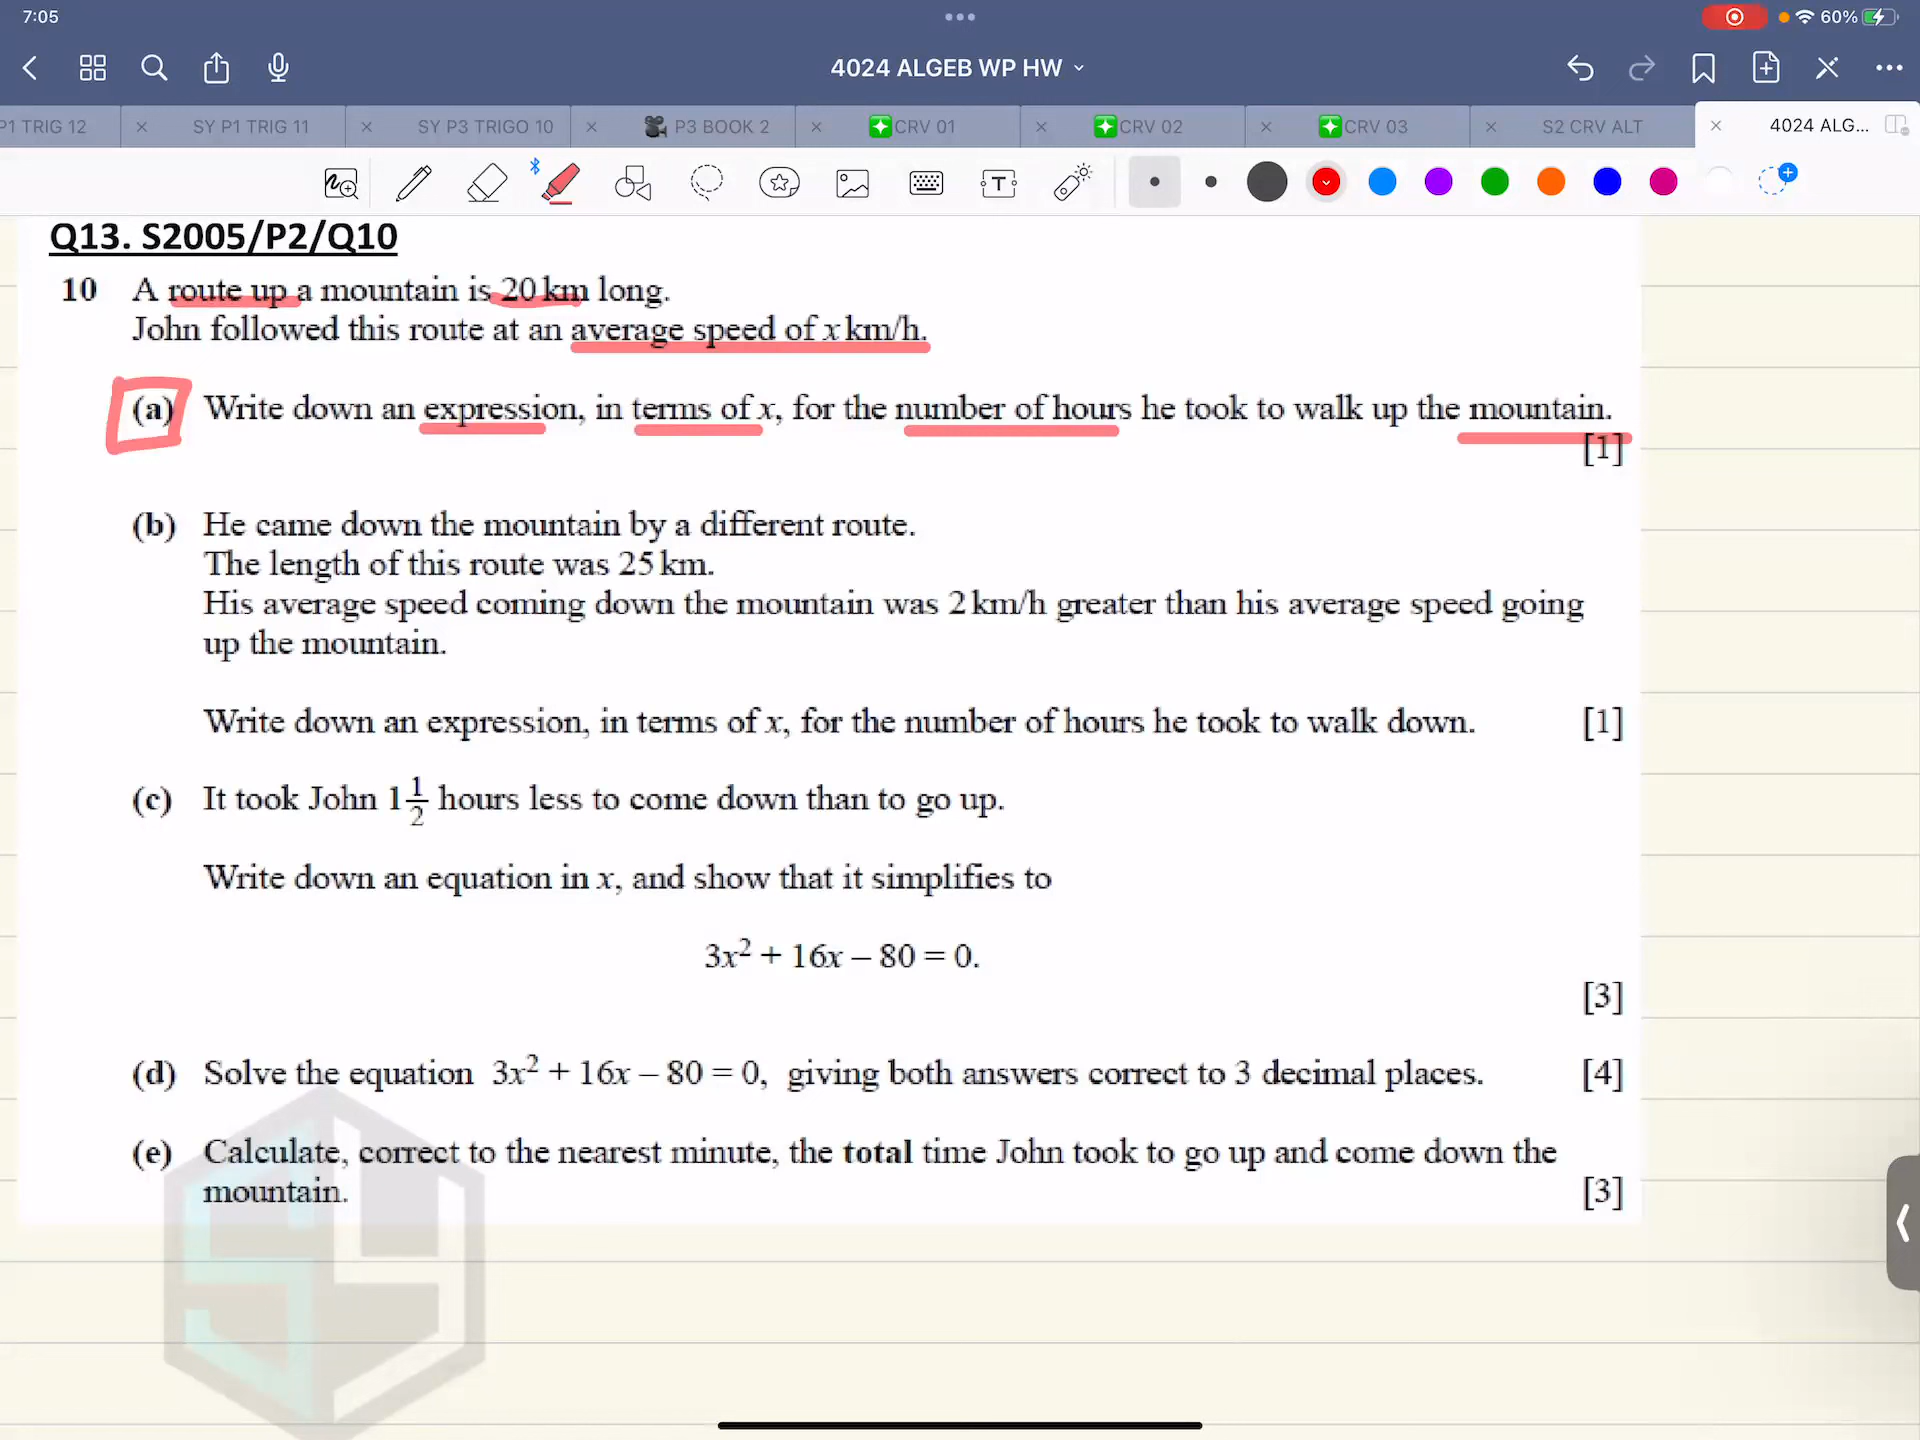 7:05
60%
4024 ALGEB WP HW
P1 TRIG 12
SY P1 TRIG 11
SY P3 TRIGO 10
P3 BOOK 2
CRV 01
CRV 02
CRV 03
S2 CRV ALT
4024 ALG...
Q13. S2005/P2/Q10
10 A route up a mountain is 20 km long.
John followed this route at an average speed of x km/h.
(a) Write down an expression, in terms of x, for the number of hours he took to walk up the mountain.
[1]
(b) He came down the mountain by a different route.
The length of this route was 25 km.
His average speed coming down the mountain was 2 km/h greater than his average speed going
up the mountain.
Write down an expression, in terms of x, for the number of hours he took to walk down. [1]
(c) It took John 1 1/2 hours less to come down than to go up.
Write down an equation in x, and show that it simplifies to
3x² + 16x – 80 = 0.
[3]
(d) Solve the equation 3x² + 16x – 80 = 0, giving both answers correct to 3 decimal places. [4]
(e) Calculate, correct to the nearest minute, the total time John took to go up and come down the
mountain. [3]